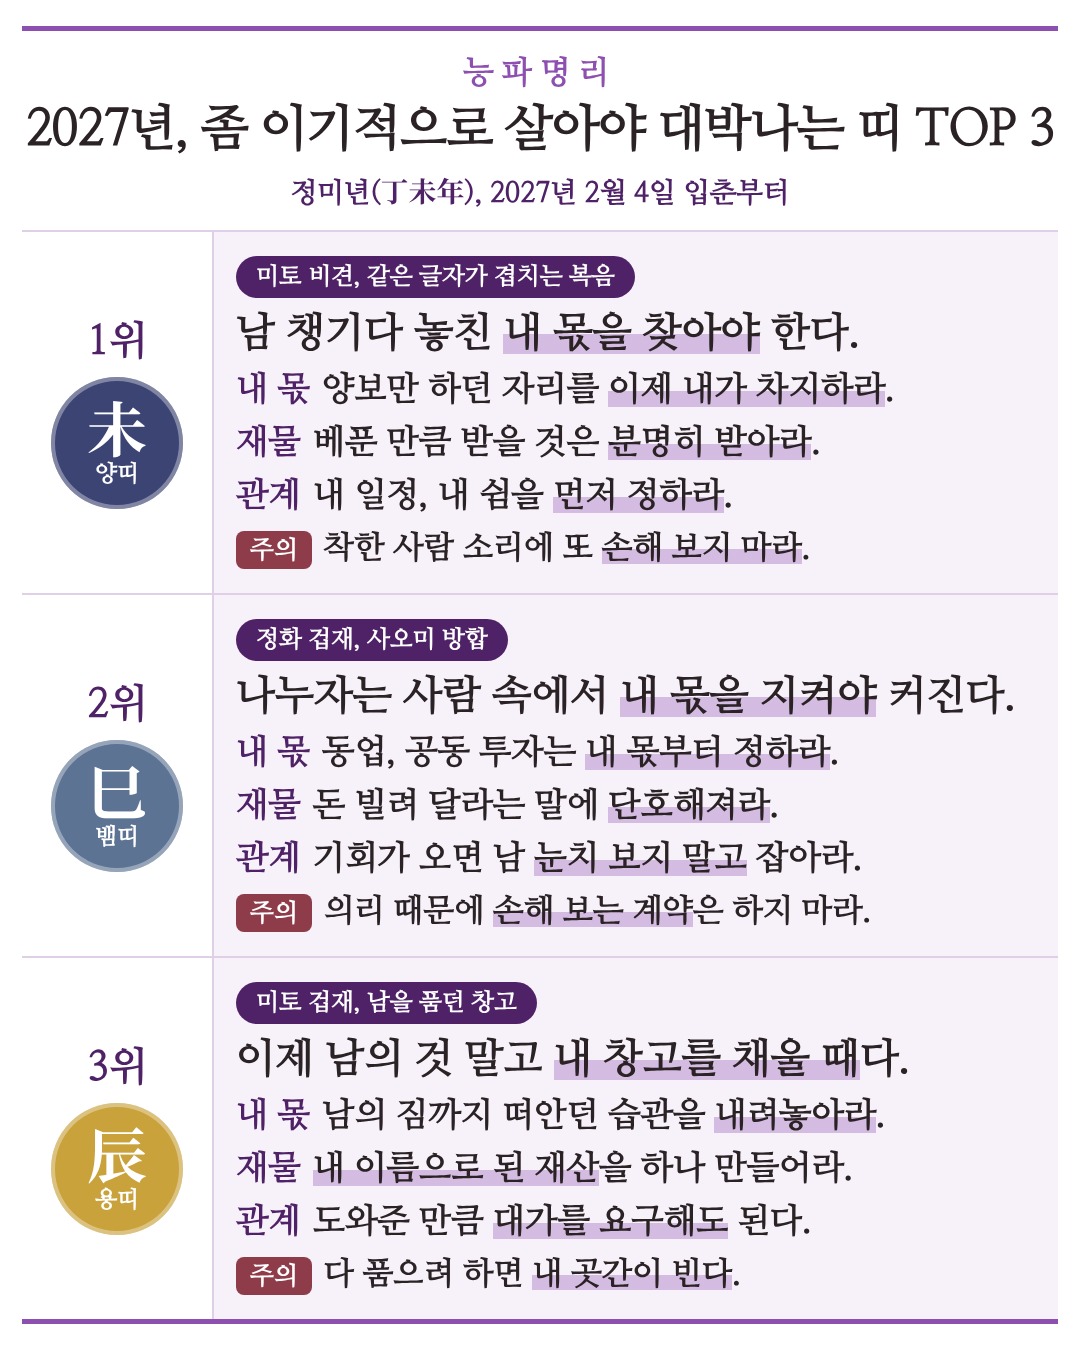 능파명리
2027년, 좀 이기적으로 살아야 대박나는 띠 TOP 3
정미년(丁未年), 2027년 2월 4일 입춘부터
1위
未
양띠
미토 비견, 같은 글자가 겹치는 복음
남 챙기다 놓친 내 몫을 찾아야 한다.
내 몫 양보만 하던 자리를 이제 내가 차지하라.
재물 베푼 만큼 받을 것은 분명히 받아라.
관계 내 일정, 내 쉼을 먼저 정하라.
주의 착한 사람 소리에 또 손해 보지 마라.
2위
巳
뱀띠
정화 겁재, 사오미 방합
나누자는 사람 속에서 내 몫을 지켜야 커진다.
내 몫 동업, 공동 투자는 내 몫부터 정하라.
재물 돈 빌려 달라는 말에 단호해져라.
관계 기회가 오면 남 눈치 보지 말고 잡아라.
주의 의리 때문에 손해 보는 계약은 하지 마라.
3위
辰
용띠
미토 겁재, 남을 품던 창고
이제 남의 것 말고 내 창고를 채울 때다.
내 몫 남의 짐까지 떠안던 습관을 내려놓아라.
재물 내 이름으로 된 재산을 하나 만들어라.
관계 도와준 만큼 대가를 요구해도 된다.
주의 다 품으려 하면 내 곳간이 빈다.